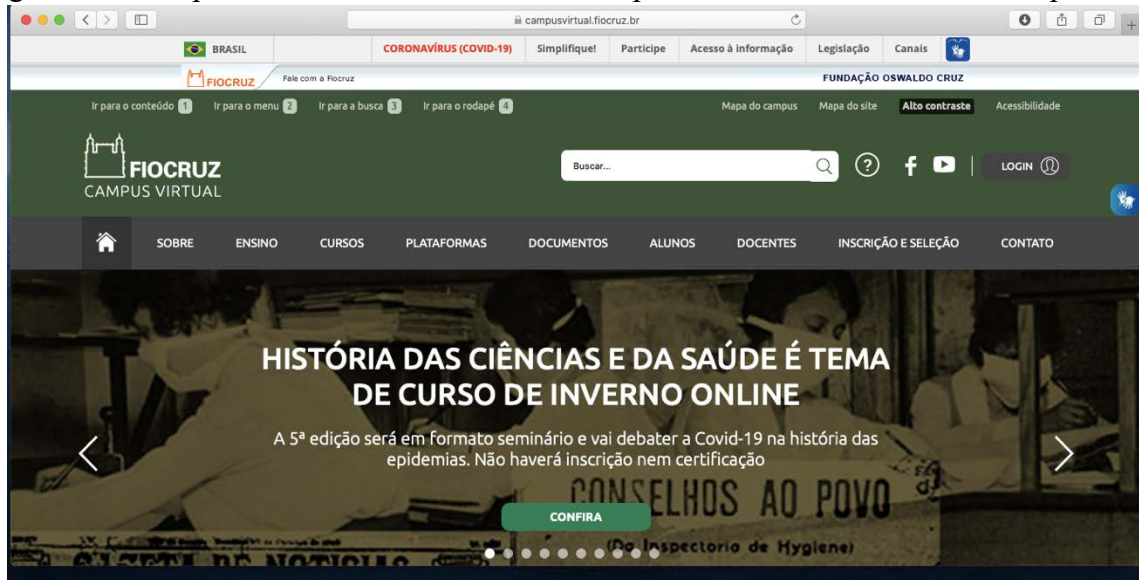 campusvirtual.fiocruz.br
BRASIL CORONAVÍRUS (COVID-19) Simplifique! Participe Acesso à informação Legislação Canais
FIOCRUZ Fale com a Fiocruz FUNDAÇÃO OSWALDO CRUZ
Ir para o conteúdo 1 Ir para o menu 2 Ir para a busca 3 Ir para o rodapé 4 Mapa do campus Mapa do site Alto contraste Acessibilidade
FIOCRUZ
CAMPUS VIRTUAL
Buscar... ? f LOGIN
SOBRE ENSINO CURSOS PLATAFORMAS DOCUMENTOS ALUNOS DOCENTES INSCRIÇÃO E SELEÇÃO CONTATO
HISTÓRIA DAS CIÊNCIAS E DA SAÚDE É TEMA
DE CURSO DE INVERNO ONLINE
A 5ª edição será em formato seminário e vai debater a Covid-19 na história das
epidemias. Não haverá inscrição nem certificação
CONSELHOS AO POVO
CONFIRA
(Da Inspectoria de Hygiene)
GAZETA DE NOTICIAS